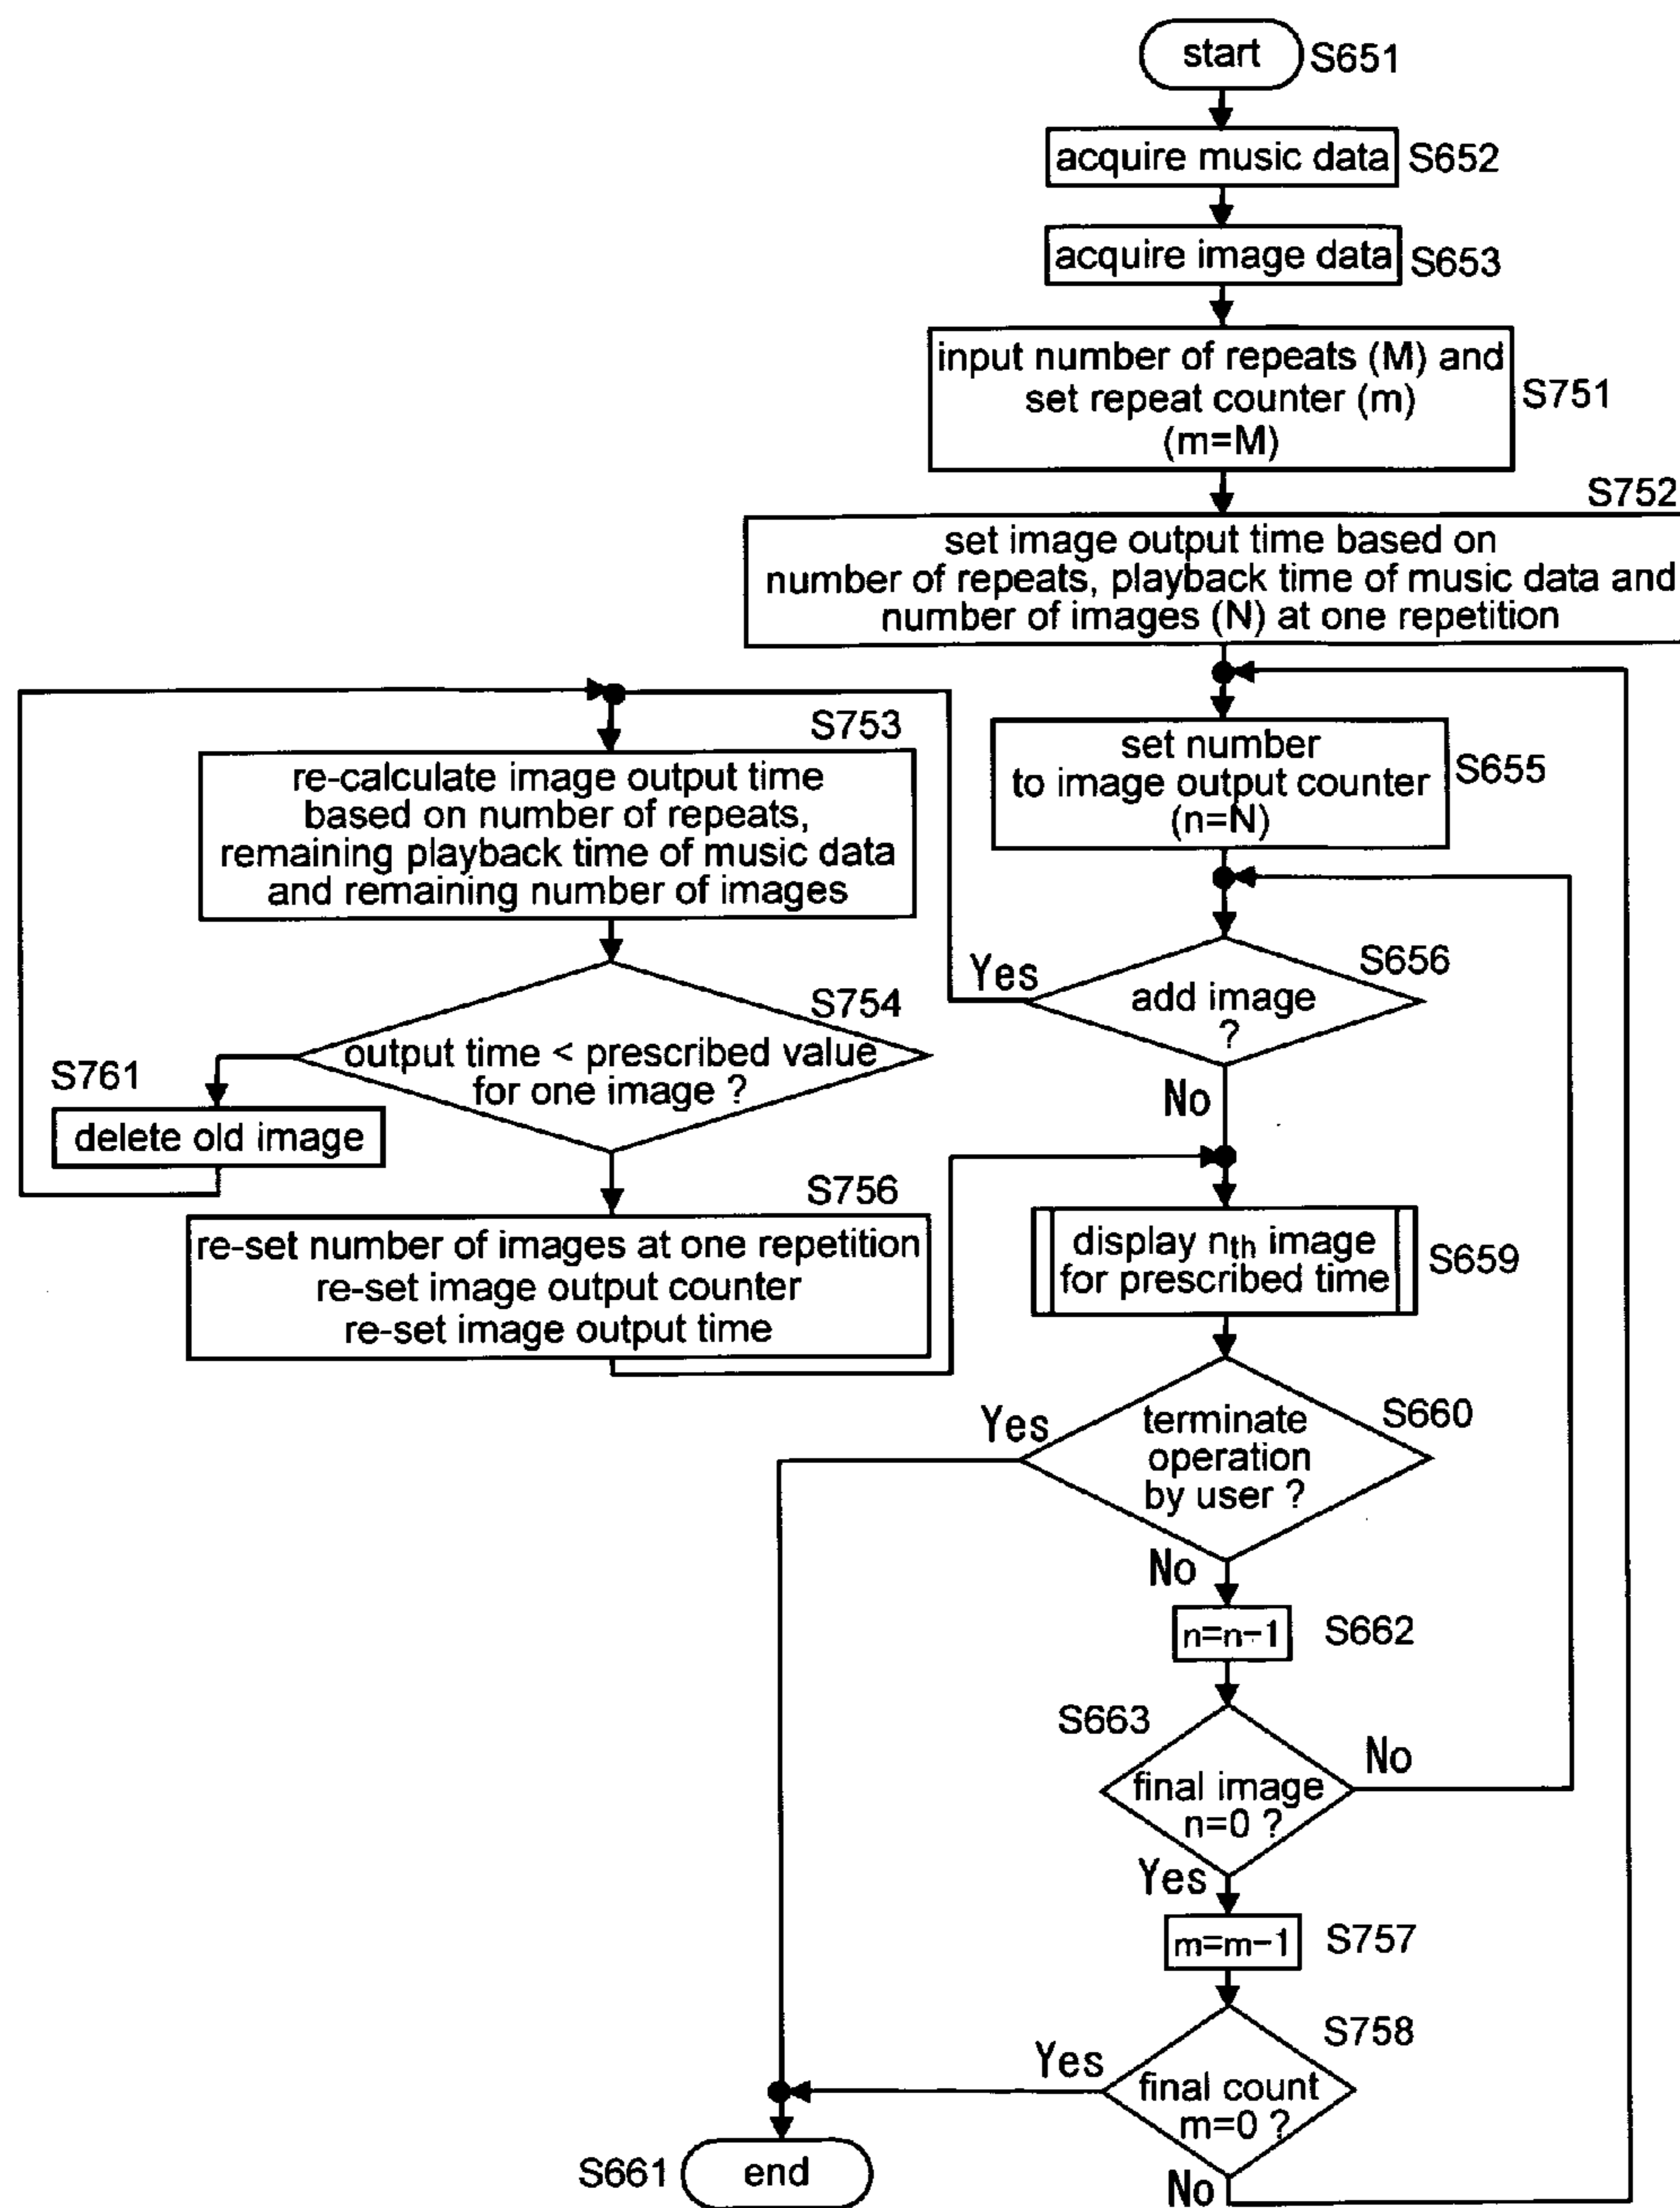 start S651
acquire music data S652
acquire image data S653
input number of repeats (M) and
set repeat counter (m)
(m=M)
S751
S752
set image output time based on
number of repeats, playback time of music data and
number of images (N) at one repetition
S753
re-calculate image output time
based on number of repeats,
remaining playback time of music data
and remaining number of images
set number
to image output counter
(n=N)
S655
Yes
S656
add image
?
No
S754
output time < prescribed value
for one image ?
S761
delete old image
S756
re-set number of images at one repetition
re-set image output counter
re-set image output time
display nth image
for prescribed time
S659
Yes
S660
terminate
operation
by user ?
No
n=n-1 S662
S663
final image
n=0 ?
No
Yes
m=m-1 S757
S758
Yes
final count
m=0 ?
No
S661 end